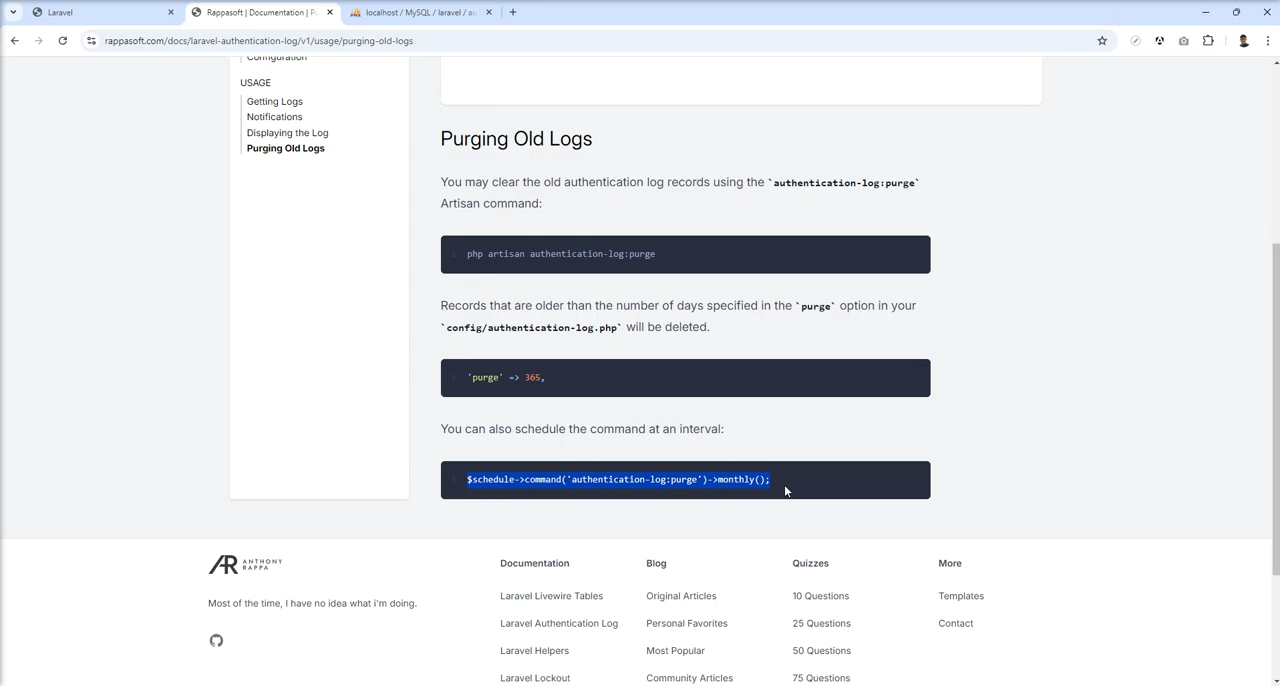 Laravel
Rappasoft | Documentation | P
localhost / MySQL / laravel / au
rappasoft.com/docs/laravel-authentication-log/v1/usage/purging-old-logs
Configuration
USAGE
Getting Logs
Notifications
Displaying the Log
Purging Old Logs
Purging Old Logs
You may clear the old authentication log records using the `authentication-log:purge`
Artisan command:
1 php artisan authentication-log:purge
Records that are older than the number of days specified in the `purge` option in your
`config/authentication-log.php` will be deleted.
1 'purge' => 365,
You can also schedule the command at an interval:
1 $schedule->command('authentication-log:purge')->monthly();
AR ANTHONY
RAPPA
Most of the time, I have no idea what i'm doing.
Documentation
Laravel Livewire Tables
Laravel Authentication Log
Laravel Helpers
Laravel Lockout
Blog
Original Articles
Personal Favorites
Most Popular
Community Articles
Quizzes
10 Questions
25 Questions
50 Questions
75 Questions
More
Templates
Contact